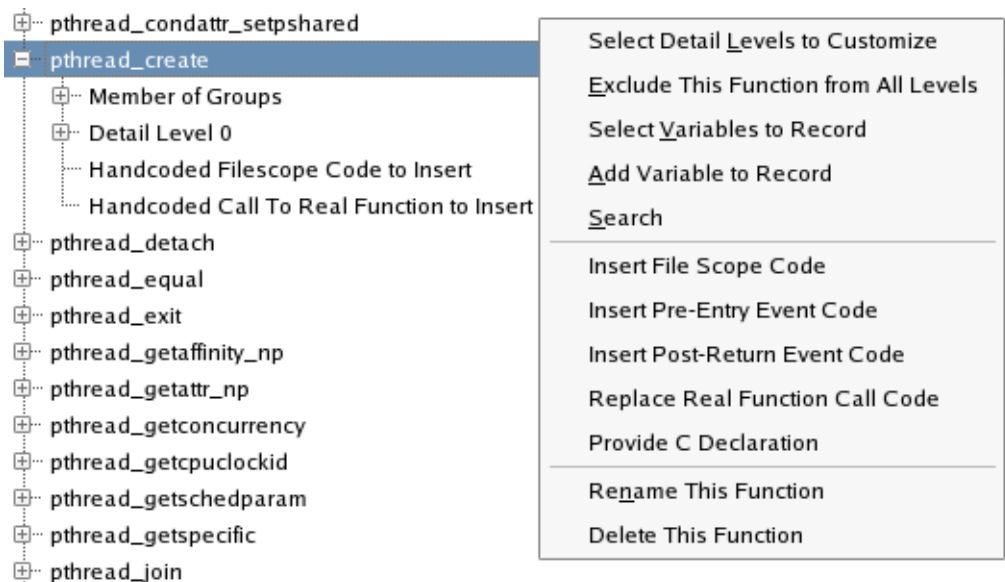 pthread_condattr_setpshared
pthread_create
Member of Groups
Detail Level 0
Handcoded Filescope Code to Insert
Handcoded Call To Real Function to Insert
pthread_detach
pthread_equal
pthread_exit
pthread_getaffinity_np
pthread_getattr_np
pthread_getconcurrency
pthread_getcpuclockid
pthread_getschedparam
pthread_getspecific
pthread_join
Select Detail Levels to Customize
Exclude This Function from All Levels
Select Variables to Record
Add Variable to Record
Search
Insert File Scope Code
Insert Pre-Entry Event Code
Insert Post-Return Event Code
Replace Real Function Call Code
Provide C Declaration
Rename This Function
Delete This Function